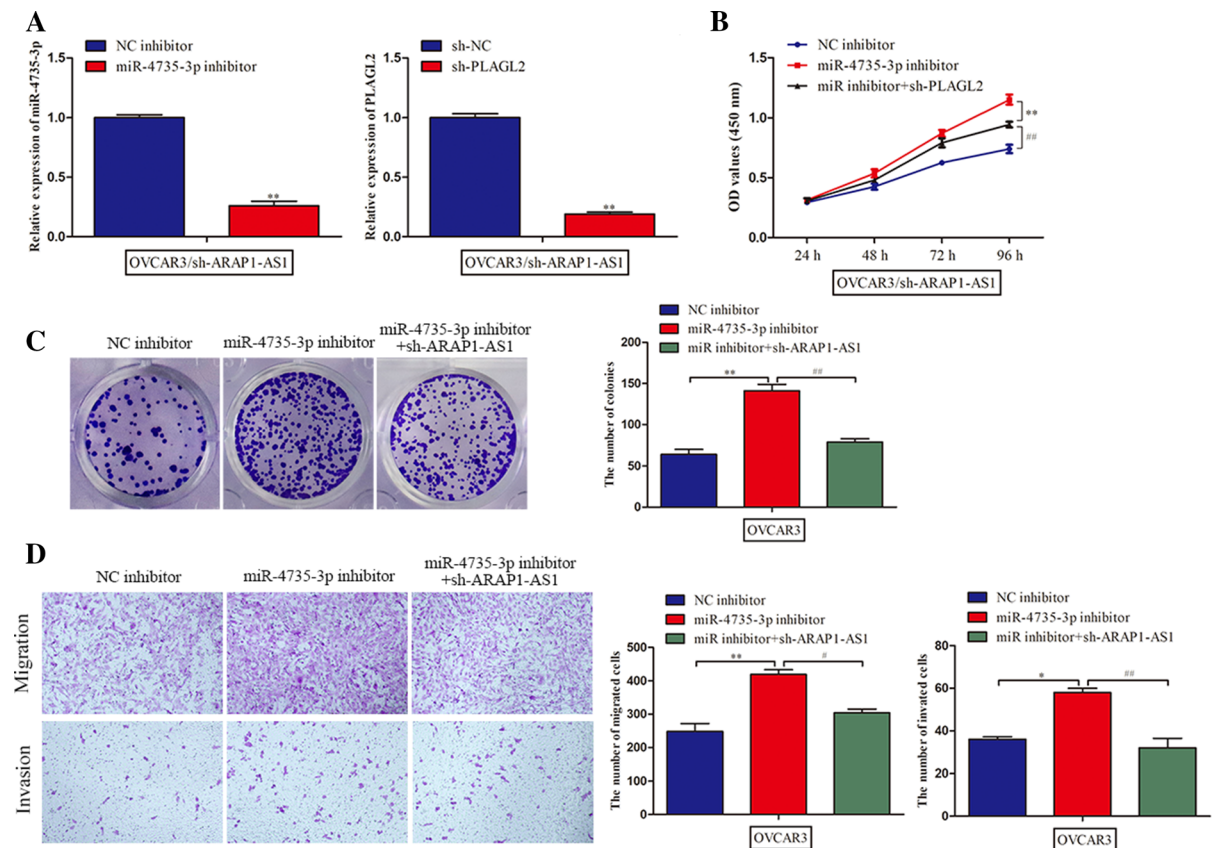 A
NC inhibitor
miR-4735-3p inhibitor
Relative expression of miR-4735-3p
1.5
1.0
0.5
0.0
**
OVCAR3/sh-ARAP1-AS1
sh-NC
sh-PLAGL2
Relative expression of PLAGL2
1.5
1.0
0.5
0.0
**
OVCAR3/sh-ARAP1-AS1
B
NC inhibitor
miR-4735-3p inhibitor
miR inhibitor+sh-PLAGL2
OD values (450 nm)
1.5
1.0
0.5
0.0
**
##
24 h 48 h 72 h 96 h
OVCAR3/sh-ARAP1-AS1
C
NC inhibitor
miR-4735-3p inhibitor
miR-4735-3p inhibitor
+sh-ARAP1-AS1
NC inhibitor
miR-4735-3p inhibitor
miR inhibitor+sh-ARAP1-AS1
The number of colonies
200
150
100
50
0
** ##
OVCAR3
D
NC inhibitor
miR-4735-3p inhibitor
miR-4735-3p inhibitor
+sh-ARAP1-AS1
Migration
Invasion
NC inhibitor
miR-4735-3p inhibitor
miR inhibitor+sh-ARAP1-AS1
The number of migrated cells
500
400
300
200
100
0
** #
OVCAR3
NC inhibitor
miR-4735-3p inhibitor
miR inhibitor+sh-ARAP1-AS1
The number of invated cells
80
60
40
20
0
* ##
OVCAR3